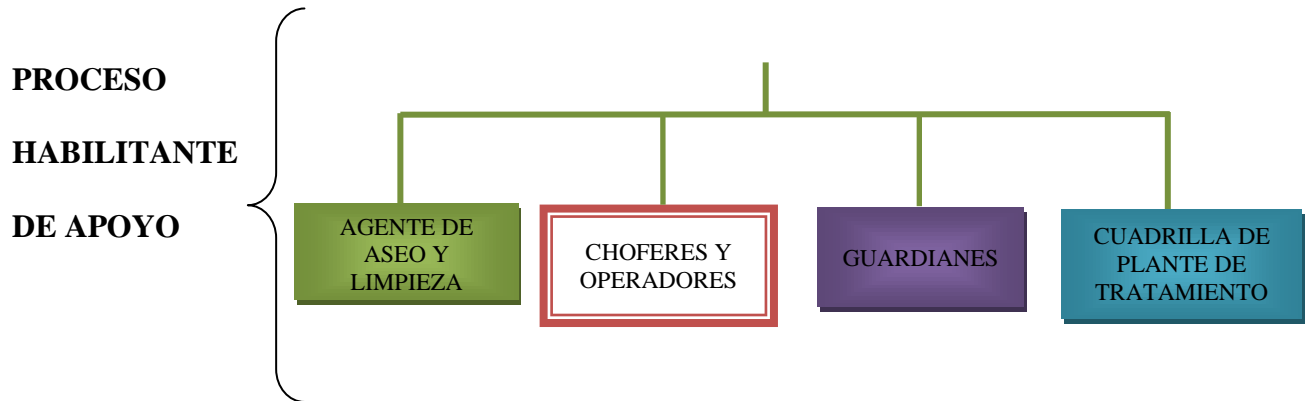 PROCESO
HABILITANTE
DE APOYO
AGENTE DE
ASEO Y
LIMPIEZA
CHOFERES Y
OPERADORES
GUARDIANES
CUADRILLA DE
PLANTE DE
TRATAMIENTO